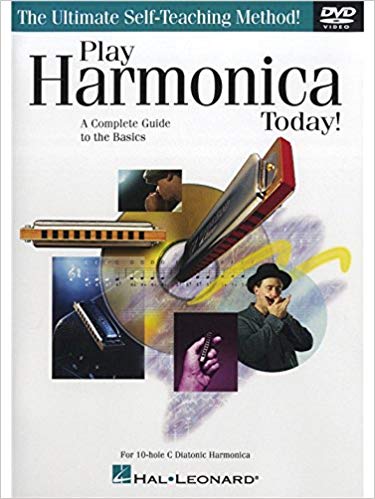 The Ultimate Self-Teaching Method!
DVD
VIDEO
Play
Harmonica
Today!
A Complete Guide
to the Basics
For 10-hole C Diatonic Harmonica
HAL•LEONARD®